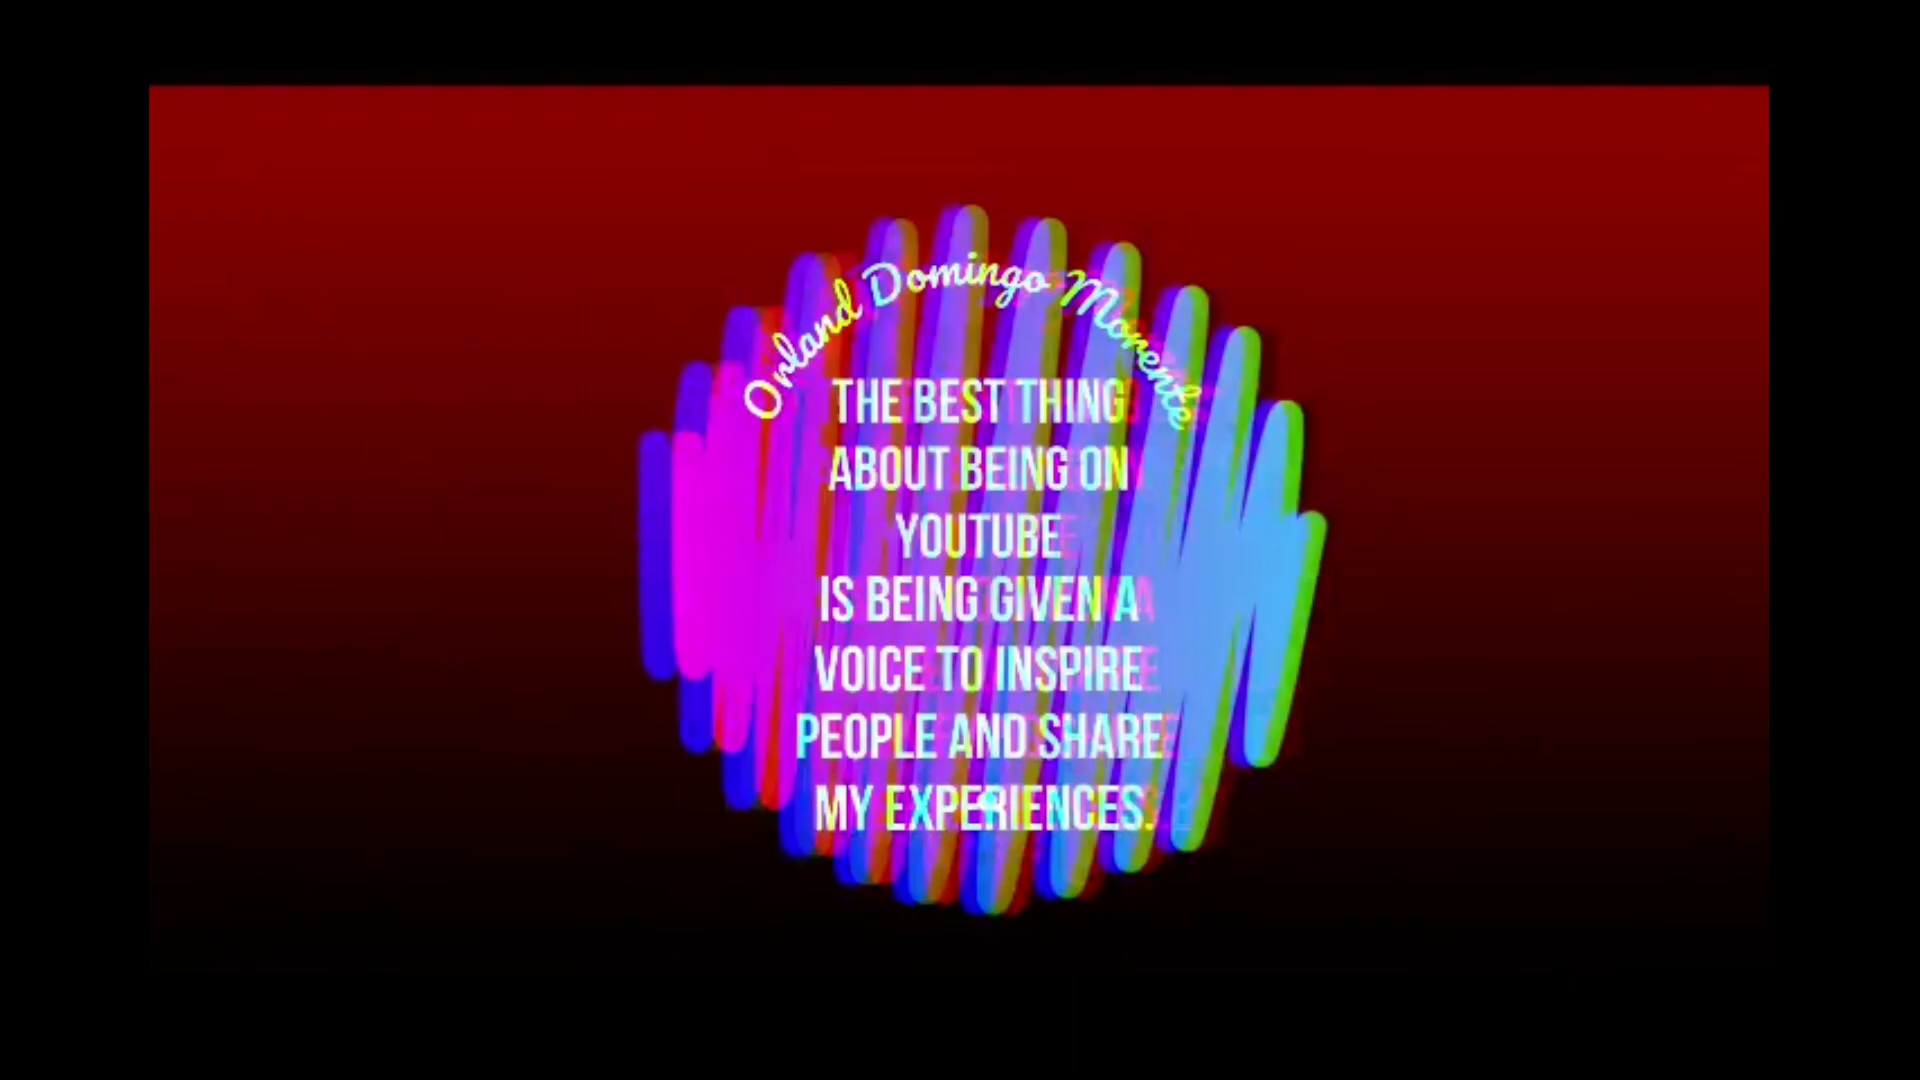 Orland Domingo Morente
THE BEST THING
ABOUT BEING ON
YOUTUBE
IS BEING GIVEN A
VOICE TO INSPIRE
PEOPLE AND SHARE
MY EXPERIENCES.